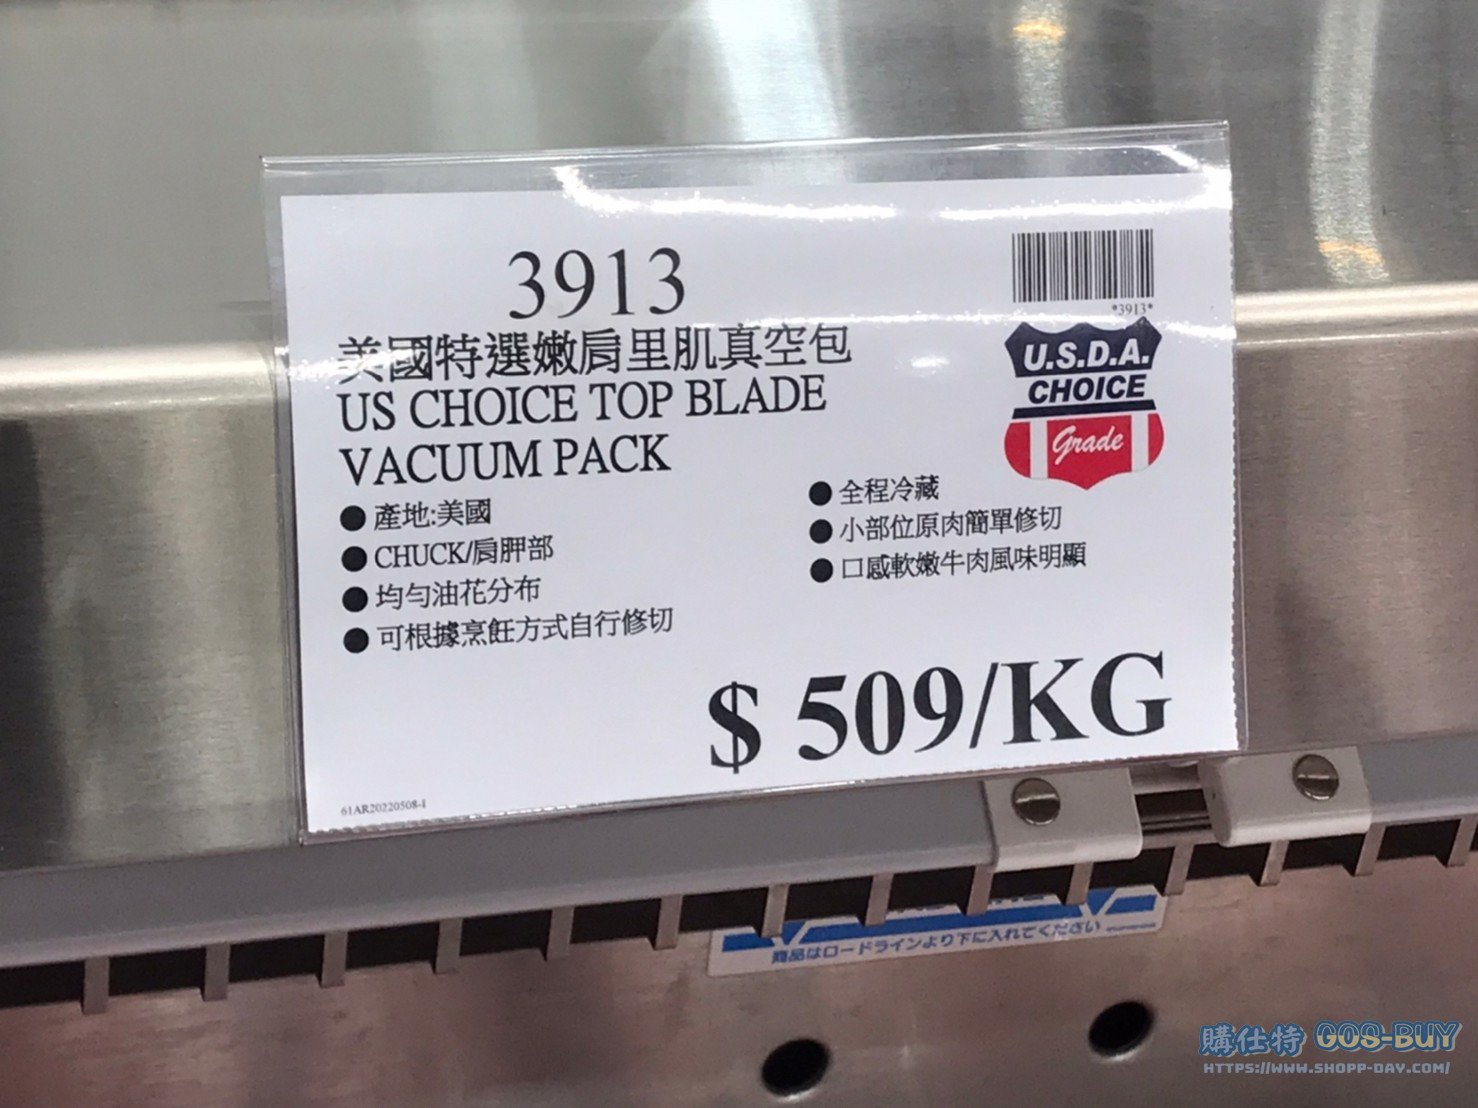 3913
美國特選嫩肩里肌真空包
US CHOICE TOP BLADE
VACUUM PACK
*3913*
U.S.D.A.
CHOICE
Grade
● 產地:美國
● CHUCK/肩胛部
● 均勻油花分布
● 可根據烹飪方式自行修切
● 全程冷藏
● 小部位原肉簡單修切
● 口感軟嫩牛肉風味明顯
$ 509/KG
61AR20220508-1
商品はロードラインより下に入れてください
購仕特 GOS-BUY
HTTPS://WWW.SHOPP-DAY.COM/